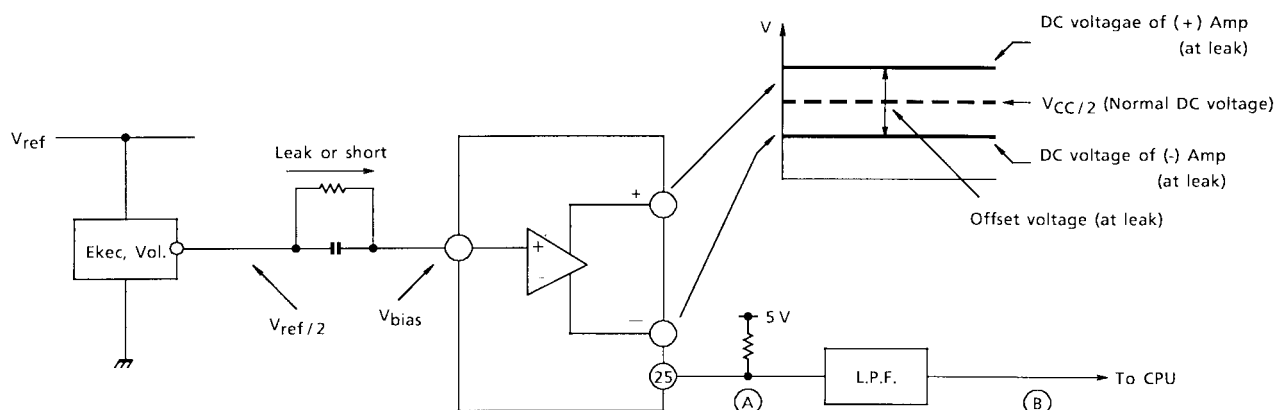 V
DC voltagae of (+) Amp
(at leak)
VCC/2 (Normal DC voltage)
DC voltage of (-) Amp
(at leak)
Offset voltage (at leak)
Vref
Leak or short
Ekec, Vol.
Vref/2
Vbias
+
-
+
—
5 V
25
A
L.P.F.
B
To CPU